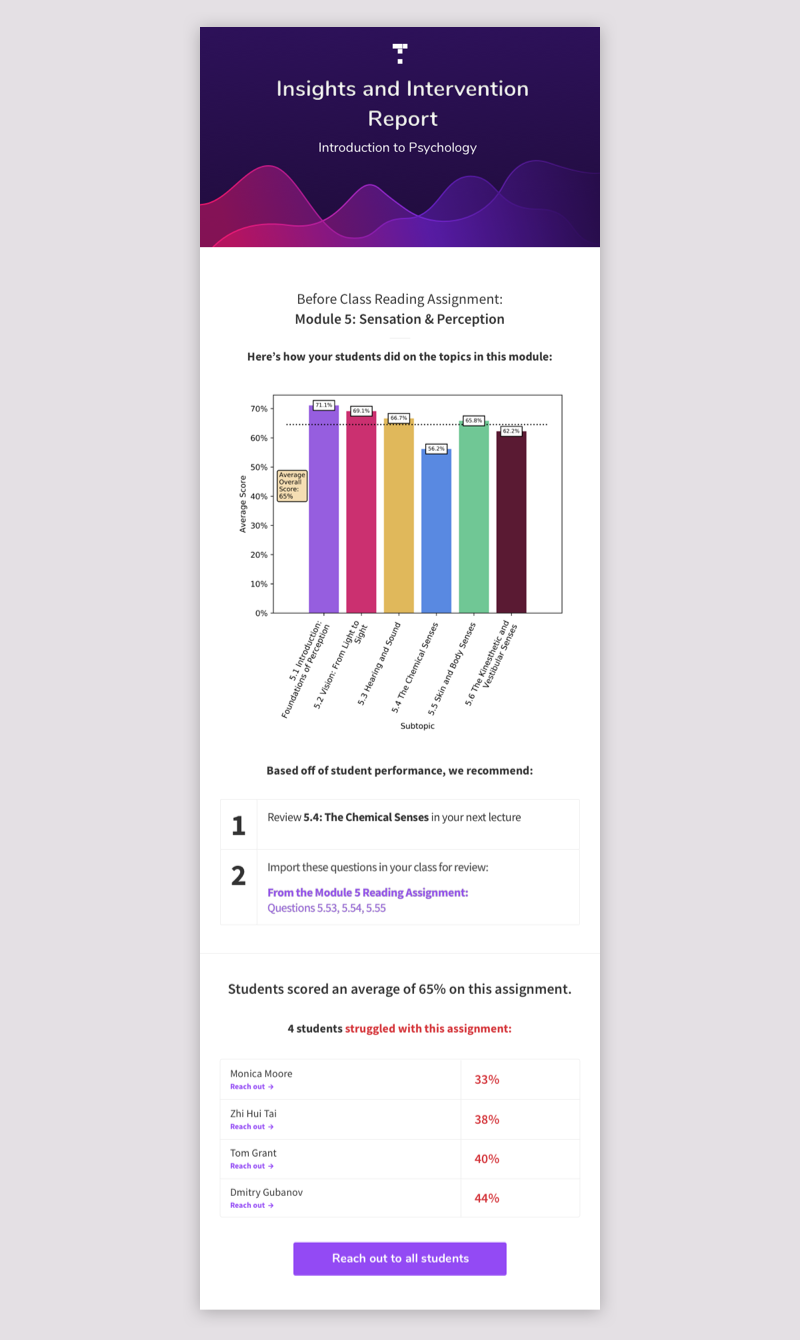 Insights and Intervention
Report
Introduction to Psychology
Before Class Reading Assignment:
Module 5: Sensation & Perception
Here's how your students did on the topics in this module:
70%
60%
50%
40%
30%
20%
10%
0%
Average Score
Average
Overall
Score:
65%
71.1%
69.1%
66.7%
56.2%
65.8%
62.2%
5.1 Introduction:
Foundations of Perception
5.2 Vision: From Light to
Sight
5.3 Hearing and Sound
5.4 The Chemical Senses
5.5 Skin and Body Senses
5.6 The Kinesthetic and
Vestibular Senses
Subtopic
Based off of student performance, we recommend:
1
Review 5.4: The Chemical Senses in your next lecture
2
Import these questions in your class for review:
From the Module 5 Reading Assignment:
Questions 5.53, 5.54, 5.55
Students scored an average of 65% on this assignment.
4 students struggled with this assignment:
Monica Moore
Reach out →
33%
Zhi Hui Tai
Reach out →
38%
Tom Grant
Reach out →
40%
Dmitry Gubanov
Reach out →
44%
Reach out to all students